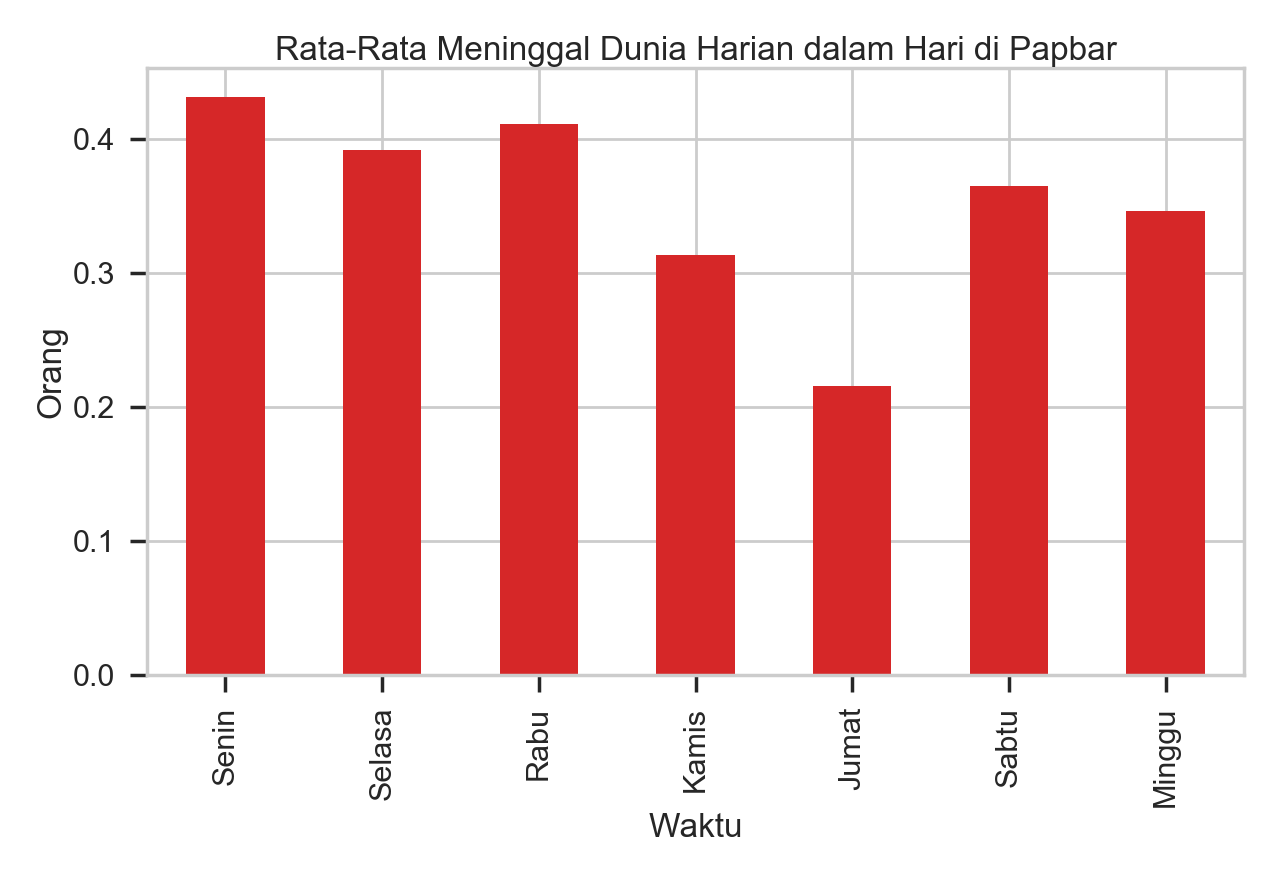 Rata-Rata Meninggal Dunia Harian dalam Hari di Papbar
Orang
0.4
0.3
0.2
0.1
0.0
Senin
Selasa
Rabu
Kamis
Jumat
Sabtu
Minggu
Waktu